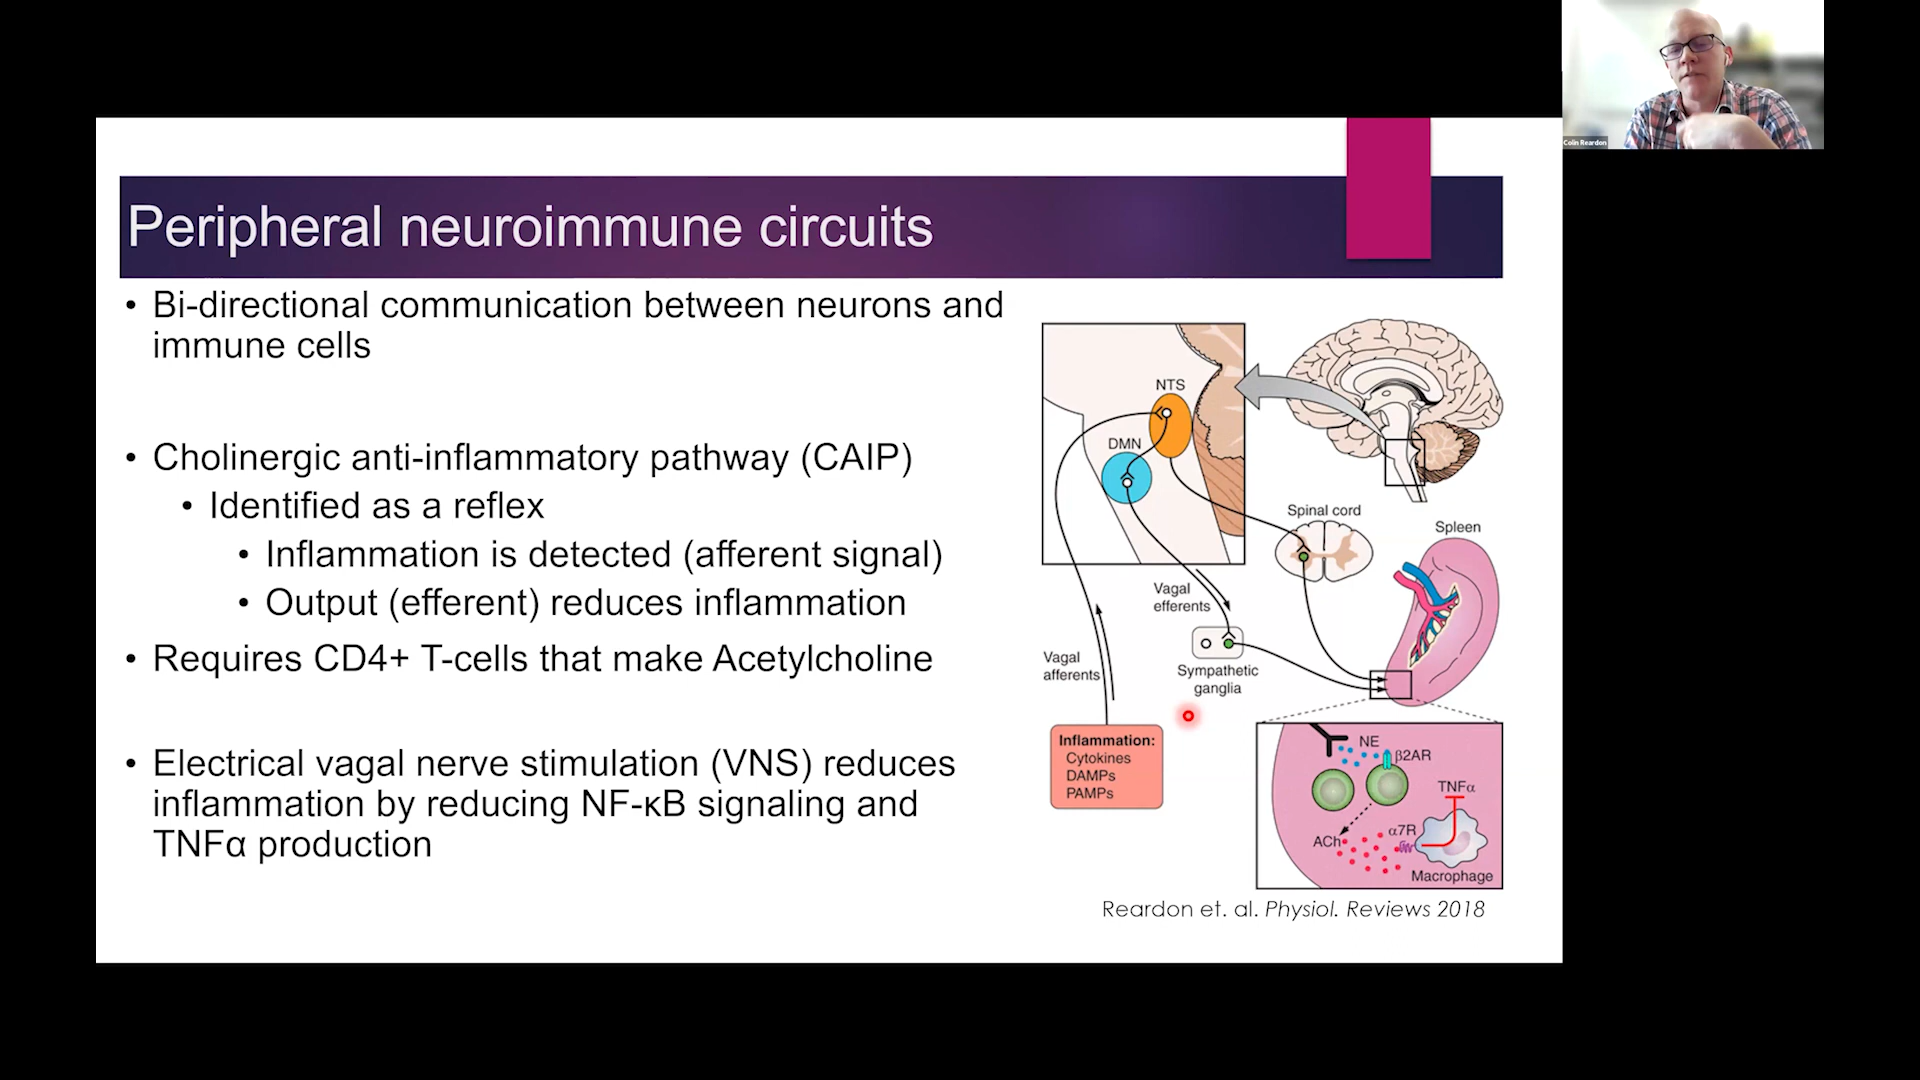 Colin Reardon
Peripheral neuroimmune circuits
• Bi-directional communication between neurons and
immune cells
• Cholinergic anti-inflammatory pathway (CAIP)
• Identified as a reflex
• Inflammation is detected (afferent signal)
• Output (efferent) reduces inflammation
• Requires CD4+ T-cells that make Acetylcholine
• Electrical vagal nerve stimulation (VNS) reduces
inflammation by reducing NF-κB signaling and
TNFα production
NTS
DMN
Spinal cord
Spleen
Vagal
efferents
Vagal
afferents
Sympathetic
ganglia
Inflammation:
Cytokines
DAMPs
PAMPs
NE
β2AR
TNFα
α7R
ACh
Macrophage
Reardon et. al. Physiol. Reviews 2018